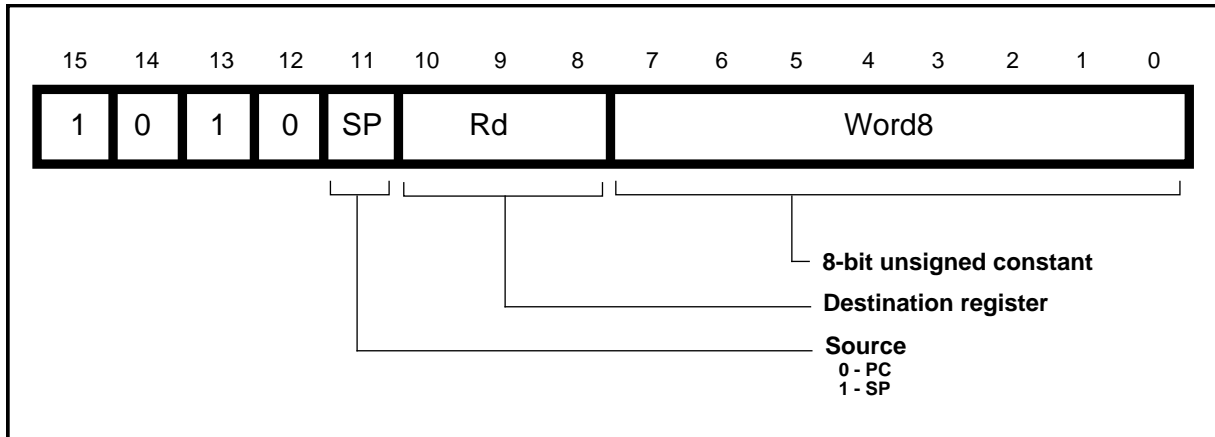 15 14 13 12 11 10 9 8 7 6 5 4 3 2 1 0
1 0 1 0 SP Rd Word8
8-bit unsigned constant
Destination register
Source
0 - PC
1 - SP